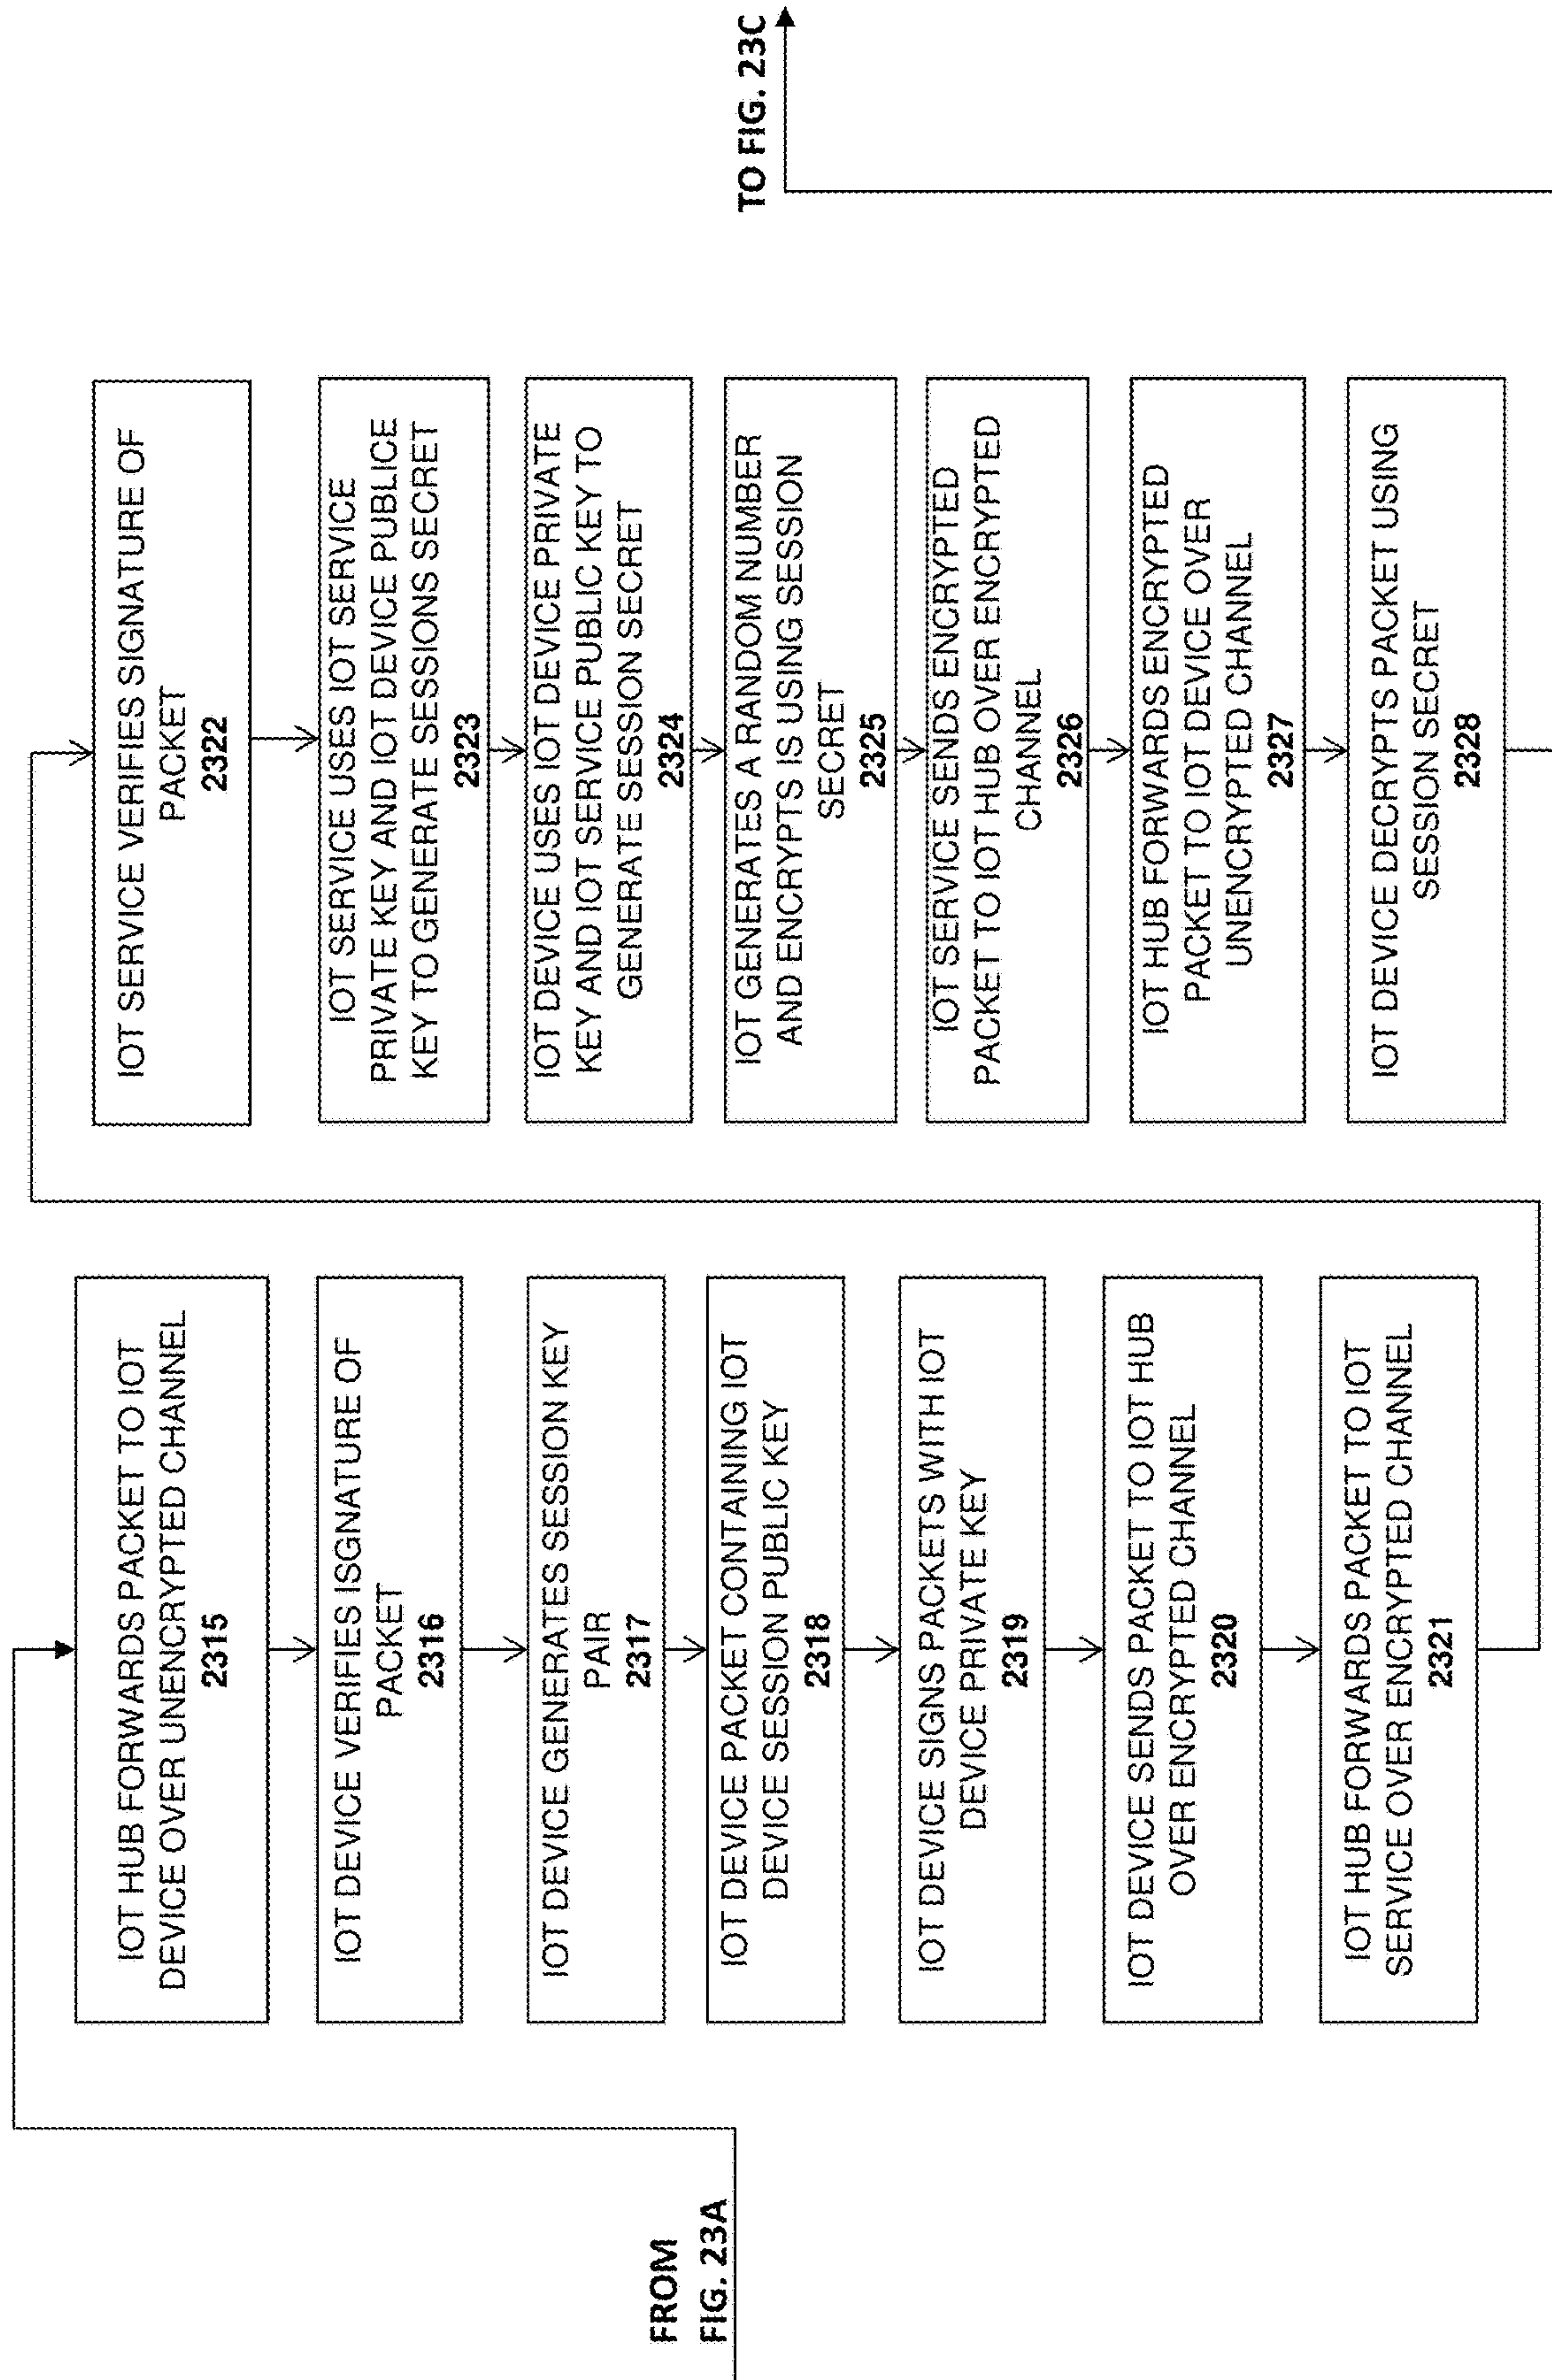 FROM
FIG. 23A
IOT HUB FORWARDS PACKET TO IOT
DEVICE OVER UNENCRYPTED CHANNEL
2315
IOT DEVICE VERIFIES ISGNATURE OF
PACKET
2316
IOT DEVICE GENERATES SESSION KEY
PAIR
2317
IOT DEVICE PACKET CONTAINING IOT
DEVICE SESSION PUBLIC KEY
2318
IOT DEVICE SIGNS PACKETS WITH IOT
DEVICE PRIVATE KEY
2319
IOT DEVICE SENDS PACKET TO IOT HUB
OVER ENCRYPTED CHANNEL
2320
IOT HUB FORWARDS PACKET TO IOT
SERVICE OVER ENCRYPTED CHANNEL
2321
IOT SERVICE VERIFIES SIGNATURE OF
PACKET
2322
IOT SERVICE USES IOT SERVICE
PRIVATE KEY AND IOT DEVICE PUBLICE
KEY TO GENERATE SESSIONS SECRET
2323
IOT DEVICE USES IOT DEVICE PRIVATE
KEY AND IOT SERVICE PUBLIC KEY TO
GENERATE SESSION SECRET
2324
IOT GENERATES A RANDOM NUMBER
AND ENCRYPTS IS USING SESSION
SECRET
2325
IOT SERVICE SENDS ENCRYPTED
PACKET TO IOT HUB OVER ENCRYPTED
CHANNEL
2326
IOT HUB FORWARDS ENCRYPTED
PACKET TO IOT DEVICE OVER
UNENCRYPTED CHANNEL
2327
IOT DEVICE DECRYPTS PACKET USING
SESSION SECRET
2328
TO FIG. 23C